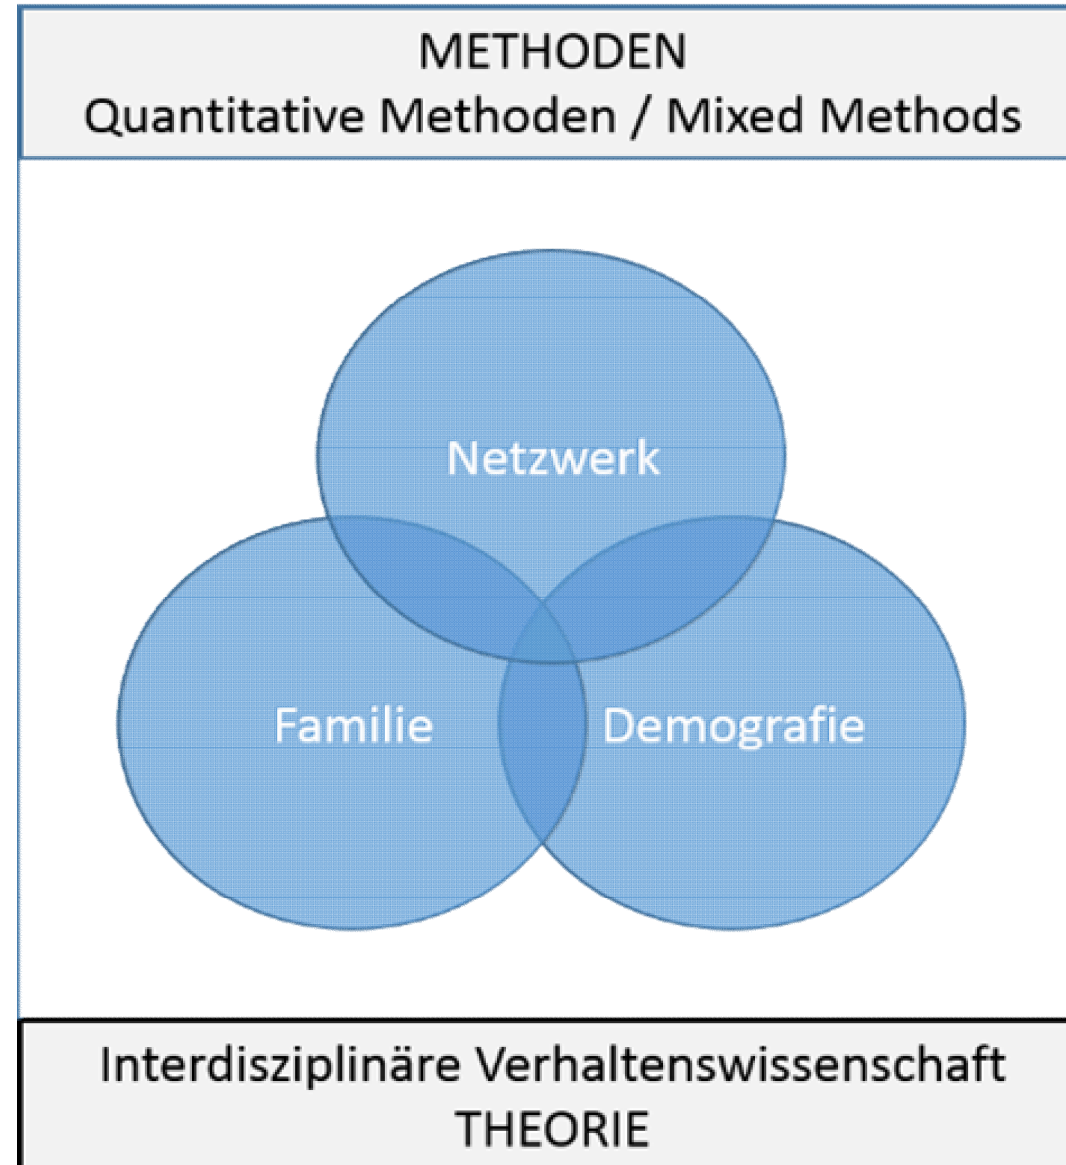 METHODEN
Quantitative Methoden / Mixed Methods
Netzwerk
Familie
Demografie
Interdisziplinäre Verhaltenswissenschaft
THEORIE